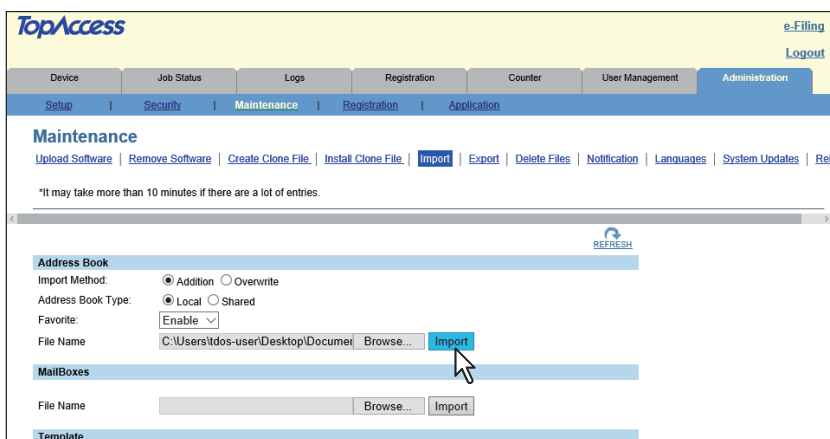 TopAccess
e-Filing
Logout
Device Job Status Logs Registration Counter User Management Administration
Setup | Security | Maintenance | Registration | Application
Maintenance
Upload Software | Remove Software | Create Clone File | Install Clone File | Import | Export | Delete Files | Notification | Languages | System Updates |
*It may take more than 10 minutes if there are a lot of entries.
REFRESH
Address Book
Import Method: Addition Overwrite
Address Book Type: Local Shared
Favorite: Enable
File Name C:\Users\tdos-user\Desktop\Documer Browse... Import
MailBoxes
File Name Browse... Import
Template